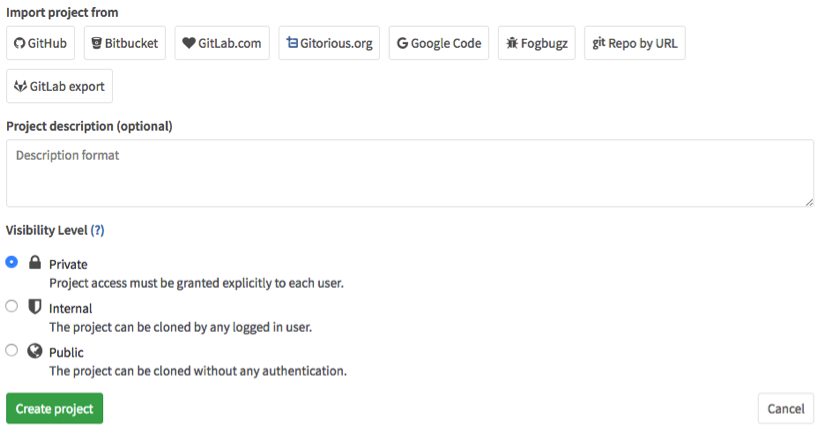 Import project from
GitHub Bitbucket GitLab.com Gitorious.org Google Code Fogbugz git Repo by URL
GitLab export
Project description (optional)
Description format
Visibility Level (?)
Private
Project access must be granted explicitly to each user.
Internal
The project can be cloned by any logged in user.
Public
The project can be cloned without any authentication.
Create project Cancel